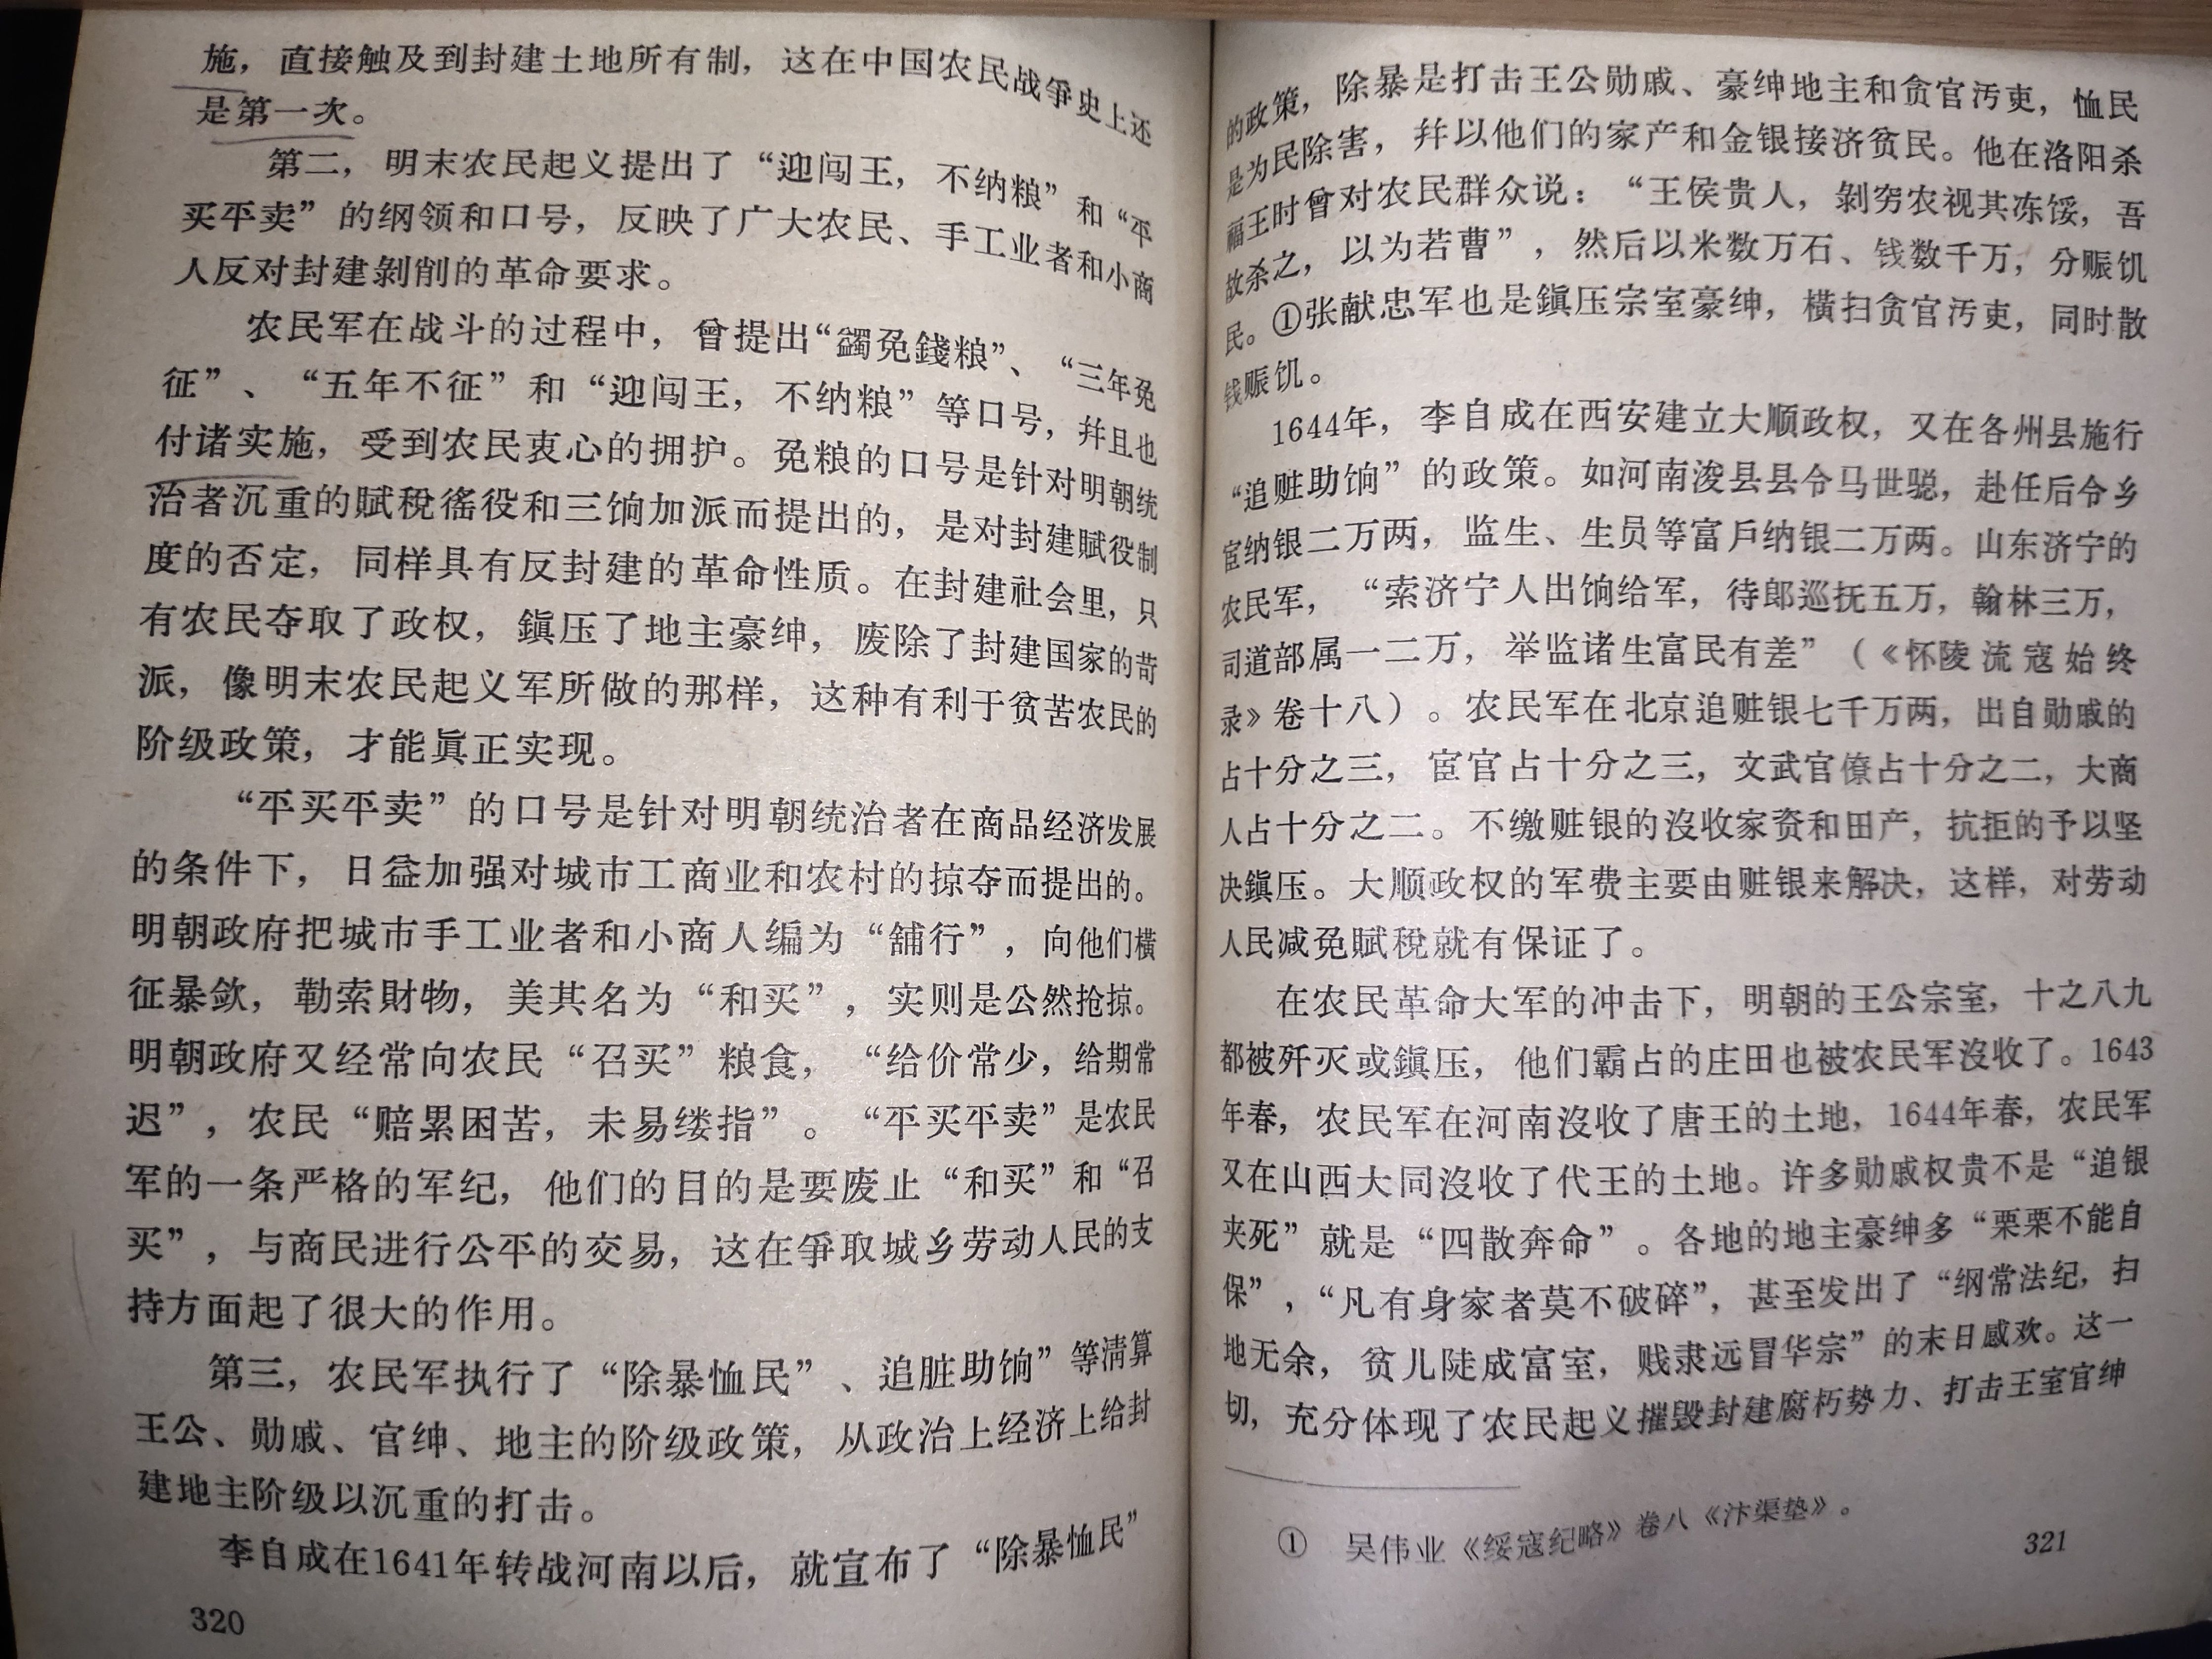 施，直接触及到封建土地所有制，这在中国农民战争史上还
是第一次。
第二，明末农民起义提出了“迎闯王，不纳粮”和“平
买平卖”的纲领和口号，反映了广大农民、手工业者和小商
人反对封建剥削的革命要求。
农民军在战斗的过程中，曾提出“蠲免錢粮”、“三年免
征”、“五年不征”和“迎闯王，不纳粮”等口号，幷且也
付诸实施，受到农民衷心的拥护。免粮的口号是针对明朝统
治者沉重的賦稅徭役和三饷加派而提出的，是对封建賦役制
度的否定，同样具有反封建的革命性质。在封建社会里，只
有农民夺取了政权，鎭压了地主豪绅，废除了封建国家的苛
派，像明末农民起义军所做的那样，这种有利于贫苦农民的
阶级政策，才能眞正实现。
“平买平卖”的口号是针对明朝统治者在商品经济发展
的条件下，日益加强对城市工商业和农村的掠夺而提出的。
明朝政府把城市手工业者和小商人编为“舖行”，向他们横
征暴敛，勒索財物，美其名为“和买”，实则是公然抢掠。
明朝政府又经常向农民“召买”粮食，“给价常少，给期常
迟”，农民“赔累困苦，未易缕指”。“平买平卖”是农民
军的一条严格的军纪，他们的目的是要废止“和买”和“召
买”，与商民进行公平的交易，这在爭取城乡劳动人民的支
持方面起了很大的作用。
第三，农民军执行了“除暴恤民”、追脏助饷”等清算
王公、勋戚、官绅、地主的阶级政策，从政治上经济上给封
建地主阶级以沉重的打击。
李自成在1641年转战河南以后，就宣布了“除暴恤民”
320
的政策，除暴是打击王公勋戚、豪绅地主和贪官汚吏，恤民
是为民除害，幷以他们的家产和金银接济贫民。他在洛阳杀
福王时曾对农民群众说：“王侯贵人，剝穷农视其冻馁，吾
故杀之，以为若曹”，然后以米数万石、钱数千万，分赈饥
民。①张献忠军也是鎭压宗室豪绅，横扫贪官汚吏，同时散
钱赈饥。
1644年，李自成在西安建立大顺政权，又在各州县施行
“追赃助饷”的政策。如河南浚县县令马世骢，赴任后令乡
宦纳银二万两，监生、生员等富戶纳银二万两。山东济宁的
农民军，“索济宁人出饷给军，待郎巡抚五万，翰林三万，
司道部属一二万，举监诸生富民有差”（《怀陵流寇始终
录》卷十八）。农民军在北京追赃银七千万两，出自勋戚的
占十分之三，宦官占十分之三，文武官僚占十分之二，大商
人占十分之二。不缴赃银的沒收家资和田产，抗拒的予以坚
决鎭压。大顺政权的军费主要由赃银来解决，这样，对劳动
人民减免賦稅就有保证了。
在农民革命大军的冲击下，明朝的王公宗室，十之八九
都被歼灭或鎭压，他们霸占的庄田也被农民军沒收了。1643
年春，农民军在河南沒收了唐王的土地，1644年春，农民军
又在山西大同沒收了代王的土地。许多勋戚权贵不是“追银
夹死”就是“四散奔命”。各地的地主豪绅多“栗栗不能自
保”，“凡有身家者莫不破碎”，甚至发出了“纲常法纪，扫
地无余，贫儿陡成富室，贱隶远冒华宗”的末日感欢。这一
切，充分体现了农民起义摧毁封建腐朽势力、打击王室官绅
① 吴伟业《绥寇纪略》卷八《汴渠垫》。
321